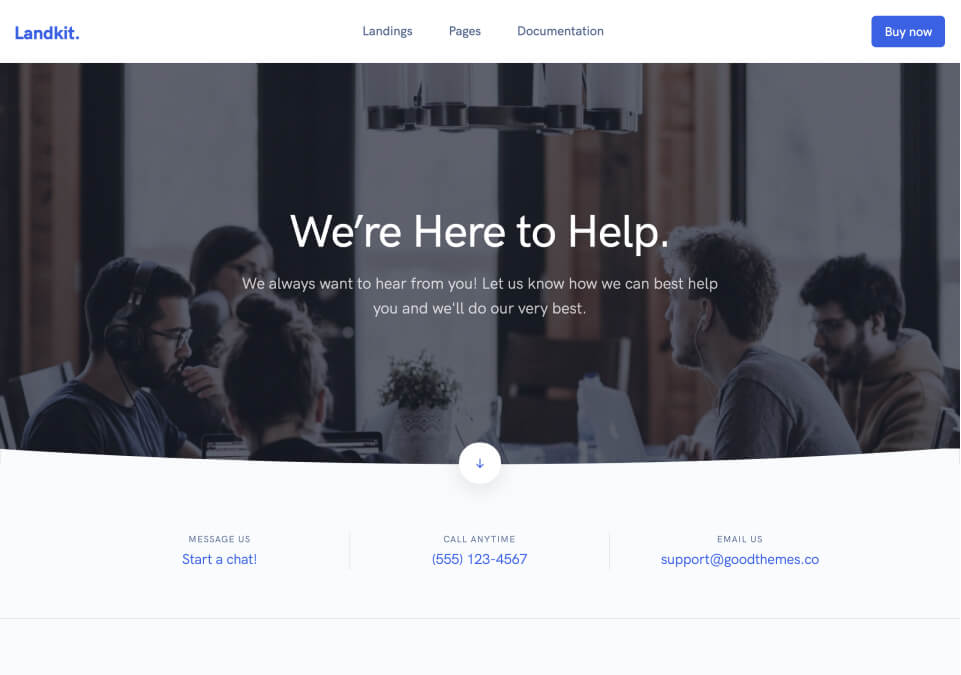 Landkit.
Landings
Pages
Documentation
Buy now
We’re Here to Help.
We always want to hear from you! Let us know how we can best help
you and we'll do our very best.
MESSAGE US
Start a chat!
CALL ANYTIME
(555) 123-4567
EMAIL US
support@goodthemes.co